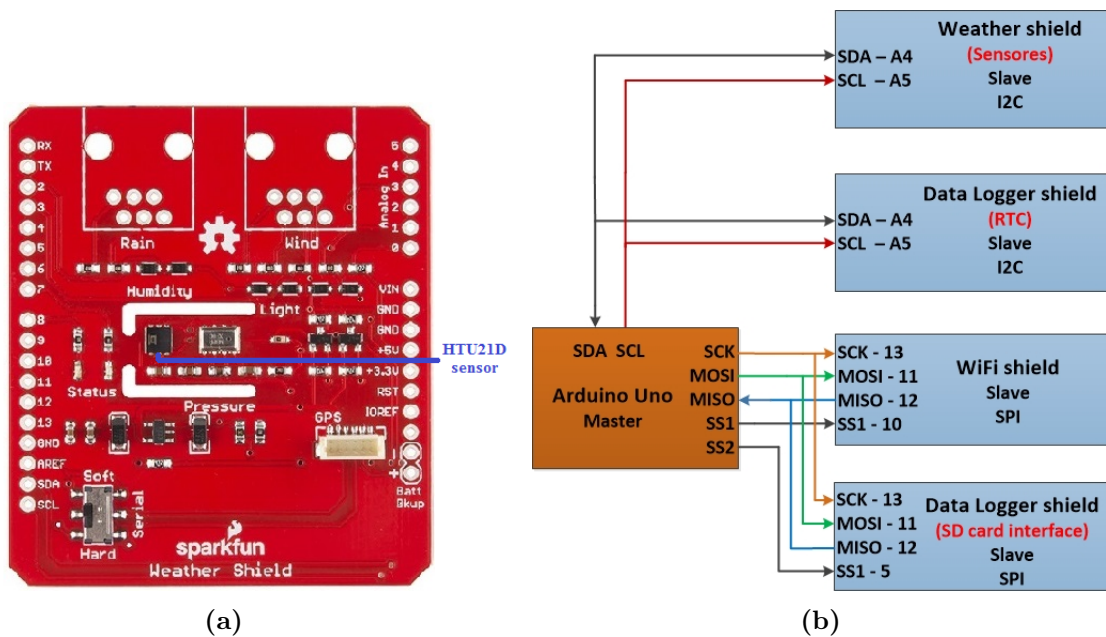 RX
TX
2
3
4
5
6
7
8
9
10
11
12
13
GND
AREF
SDA
SCL
Rain
Wind
5
4
3
2
1
0
Analog In
Humidity
Light
VIN
GND
GND
+5V
+3.3V
RST
IOREF
-
+
Batt
Bkup
HTU21D
sensor
Status
Pressure
GPS
Soft
Serial
Hard
sparkfun
Weather Shield
(a)
Weather shield
(Sensores)
Slave
I2C
SDA – A4
SCL – A5
Data Logger shield
(RTC)
Slave
I2C
SDA – A4
SCL – A5
SDA SCL
Arduino Uno
Master
SCK
MOSI
MISO
SS1
SS2
SCK - 13
MOSI - 11
MISO - 12
SS1 - 10
WiFi shield
Slave
SPI
SCK - 13
MOSI - 11
MISO - 12
SS1 - 5
Data Logger shield
(SD card interface)
Slave
SPI
(b)